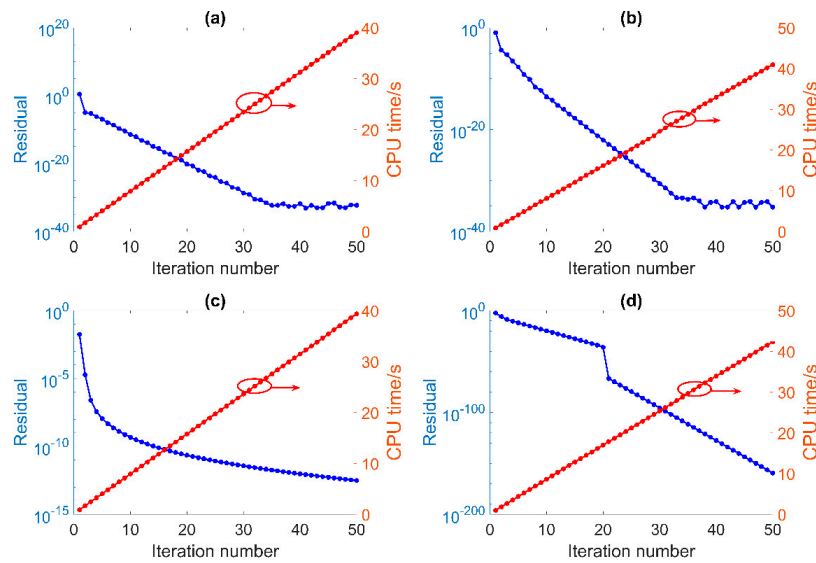 (a)
10^20
10^0
10^-20
10^-40
Residual
40
30
20
10
0
CPU time/s
0 10 20 30 40 50
Iteration number
(b)
10^0
10^-20
10^-40
Residual
50
40
30
20
10
0
CPU time/s
0 10 20 30 40 50
Iteration number
(c)
10^0
10^-5
10^-10
10^-15
Residual
40
30
20
10
0
CPU time/s
0 10 20 30 40 50
Iteration number
(d)
10^0
10^-100
10^-200
Residual
50
40
30
20
10
0
CPU time/s
0 10 20 30 40 50
Iteration number